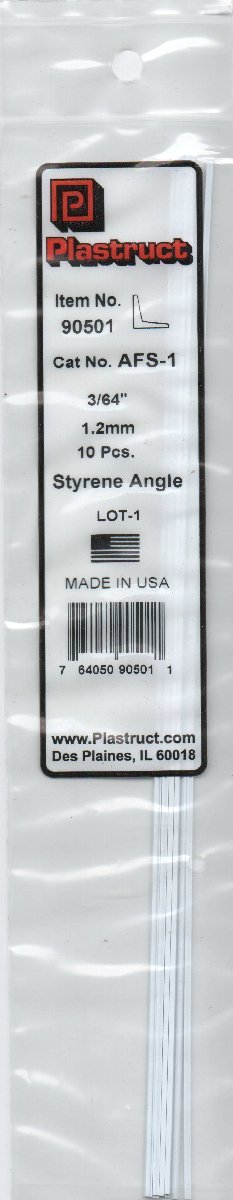 Plastruct
Item No.
90501
Cat No. AFS-1
3/64"
1.2mm
10 Pcs.
Styrene Angle
LOT-1
MADE IN USA
7 64050 90501 1
www.Plastruct.com
Des Plaines, IL 60018